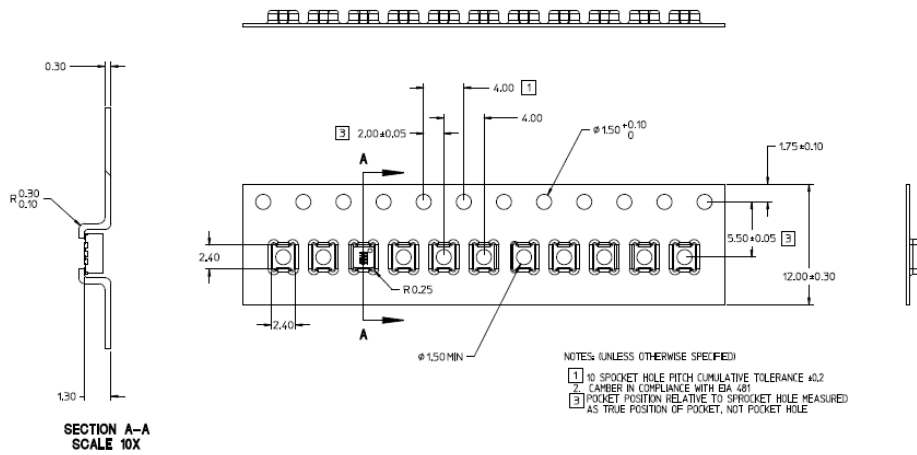 0.30
4.00 1
4.00
3 2.00±0.05
Ø1.50 +0.10
0
1.75±0.10
A
R 0.30
0.10
5.50±0.05 3
2.40
12.00±0.30
R0.25
2.40
A
Ø1.50 MIN
1.30
NOTES: (UNLESS OTHERWISE SPECIFIED)
1 10 SPOCKET HOLE PITCH CUMULATIVE TOLERANCE ±0.2
2. CAMBER IN COMPLIANCE WITH EIA 481
3 POCKET POSITION RELATIVE TO SPROCKET HOLE MEASURED
AS TRUE POSITION OF POCKET, NOT POCKET HOLE
SECTION A-A
SCALE 10X